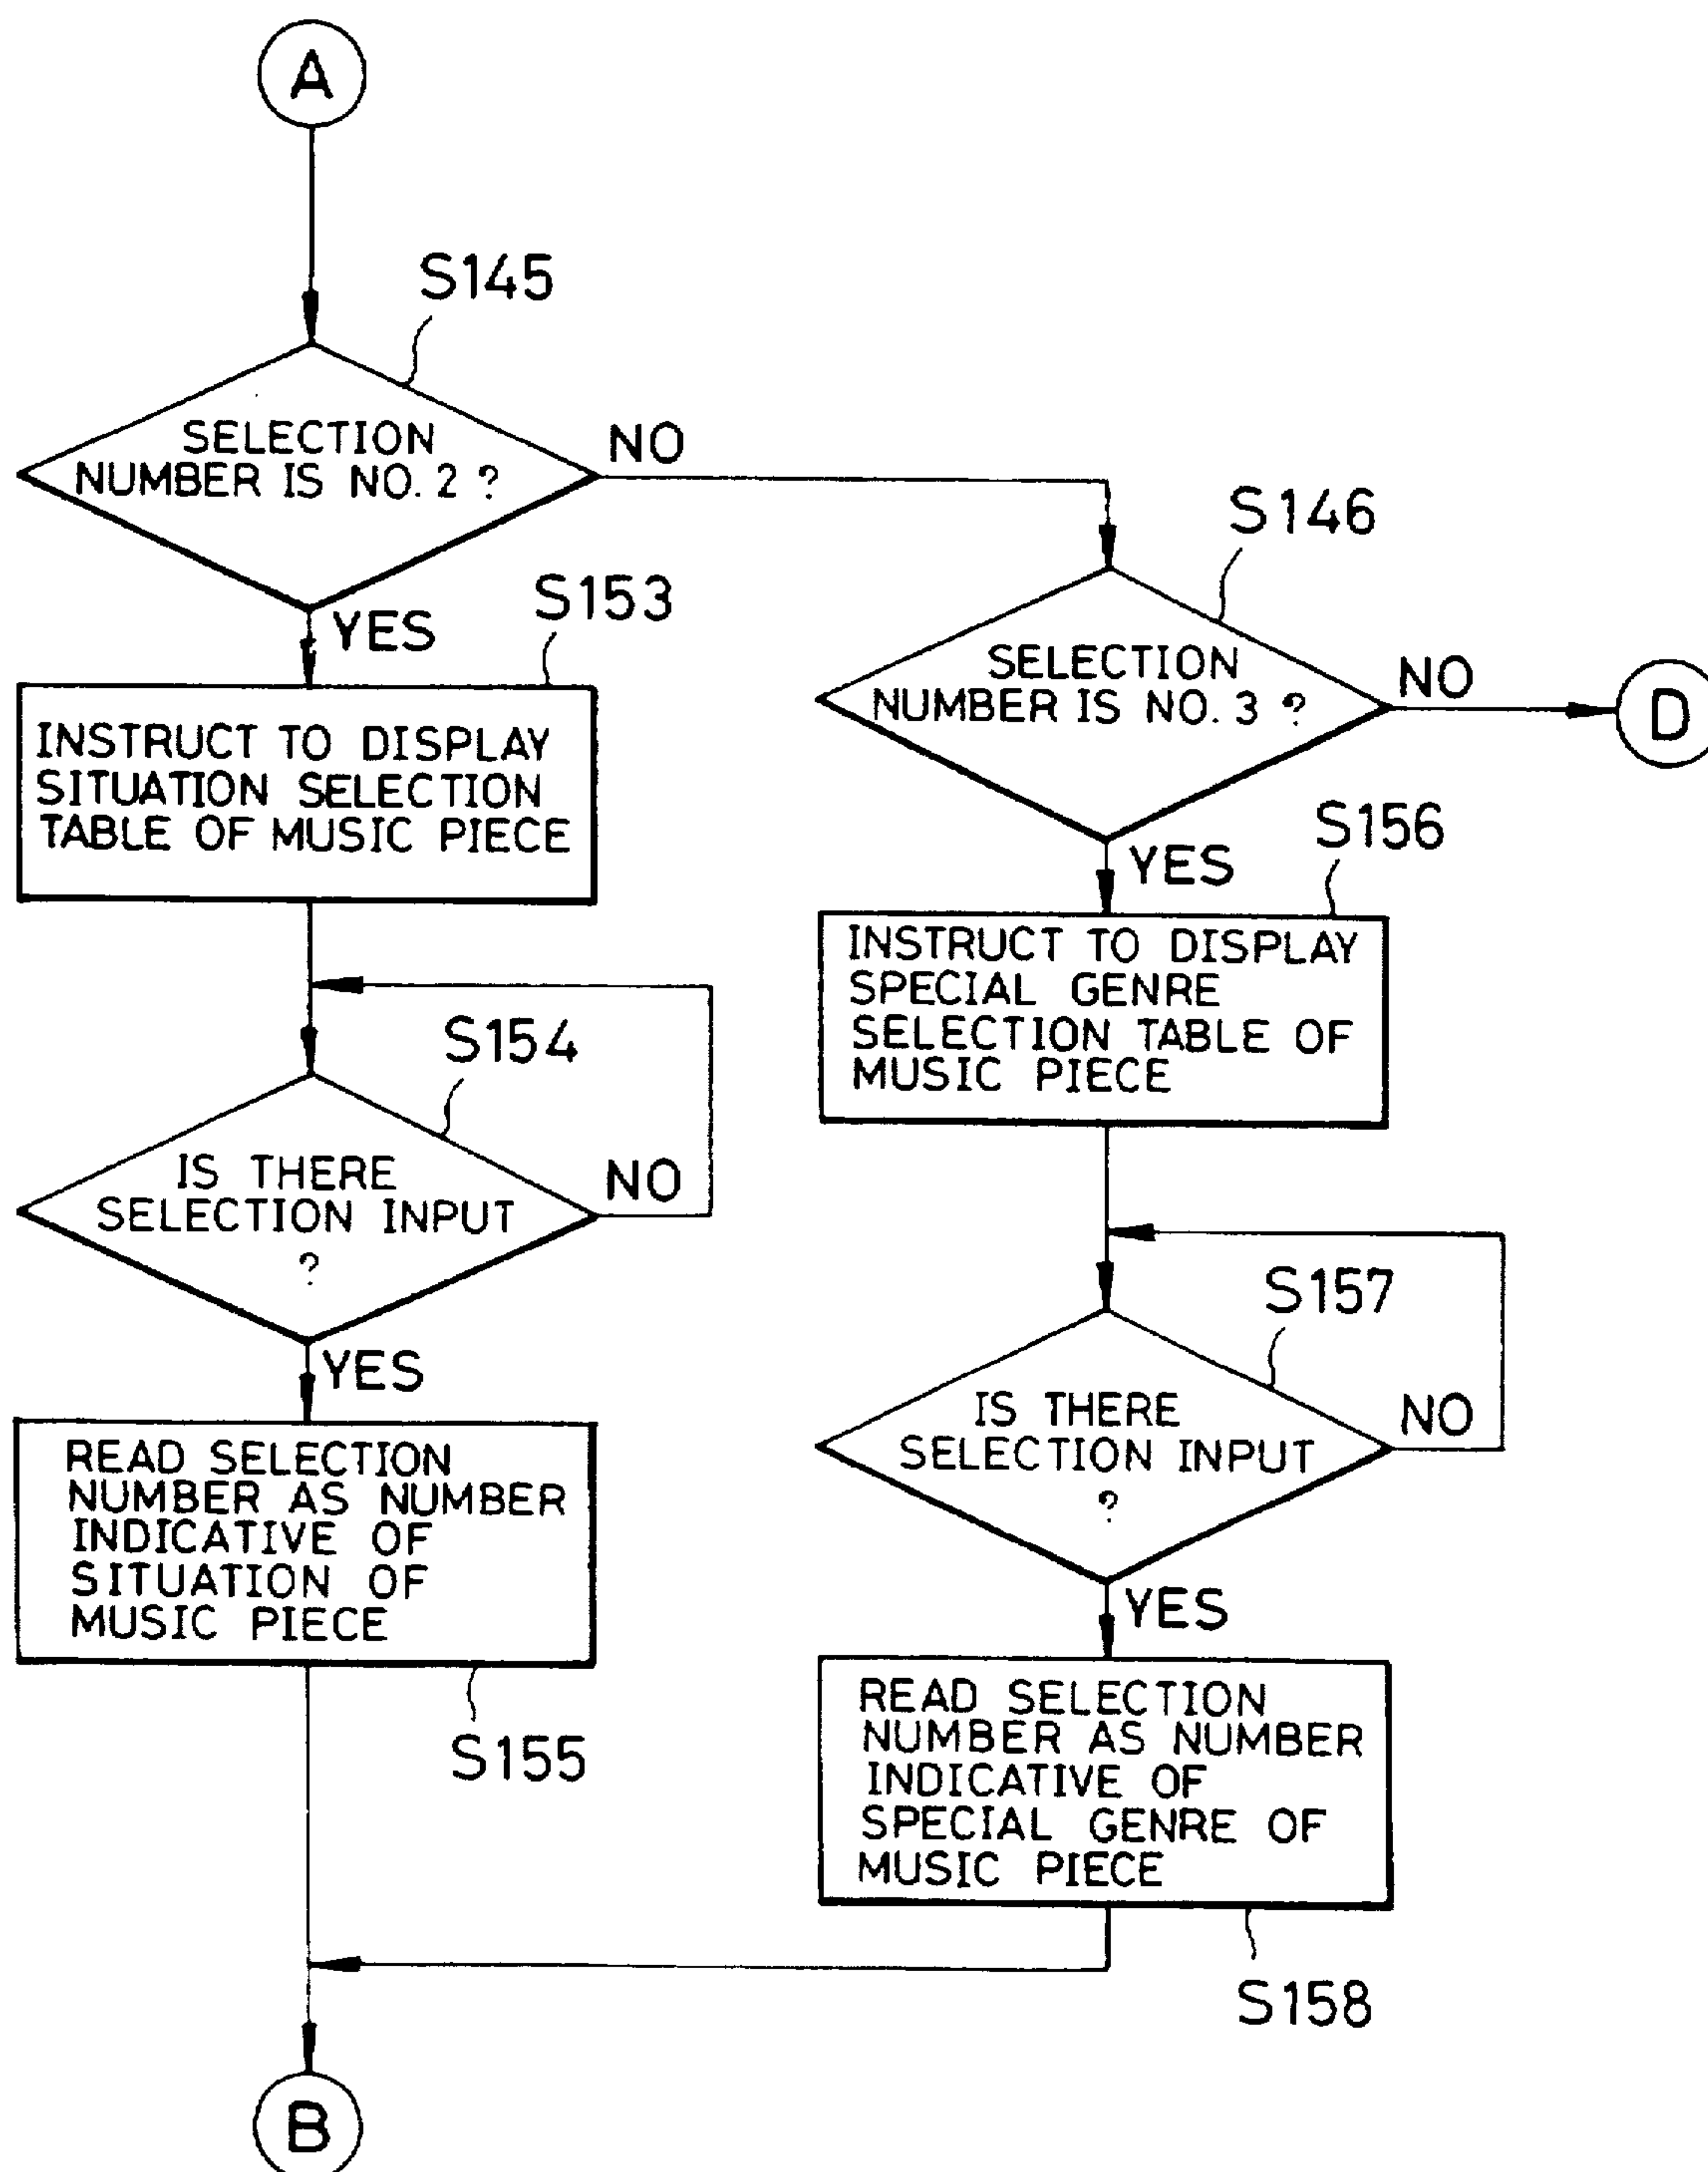 A
S145
SELECTION
NUMBER IS NO. 2 ?
NO
YES
S153
INSTRUCT TO DISPLAY
SITUATION SELECTION
TABLE OF MUSIC PIECE
S154
IS THERE
SELECTION INPUT
?
NO
YES
READ SELECTION
NUMBER AS NUMBER
INDICATIVE OF
SITUATION OF
MUSIC PIECE
S155
B
S146
SELECTION
NUMBER IS NO. 3 ?
NO
D
YES
S156
INSTRUCT TO DISPLAY
SPECIAL GENRE
SELECTION TABLE OF
MUSIC PIECE
S157
IS THERE
SELECTION INPUT
?
NO
YES
READ SELECTION
NUMBER AS NUMBER
INDICATIVE OF
SPECIAL GENRE OF
MUSIC PIECE
S158